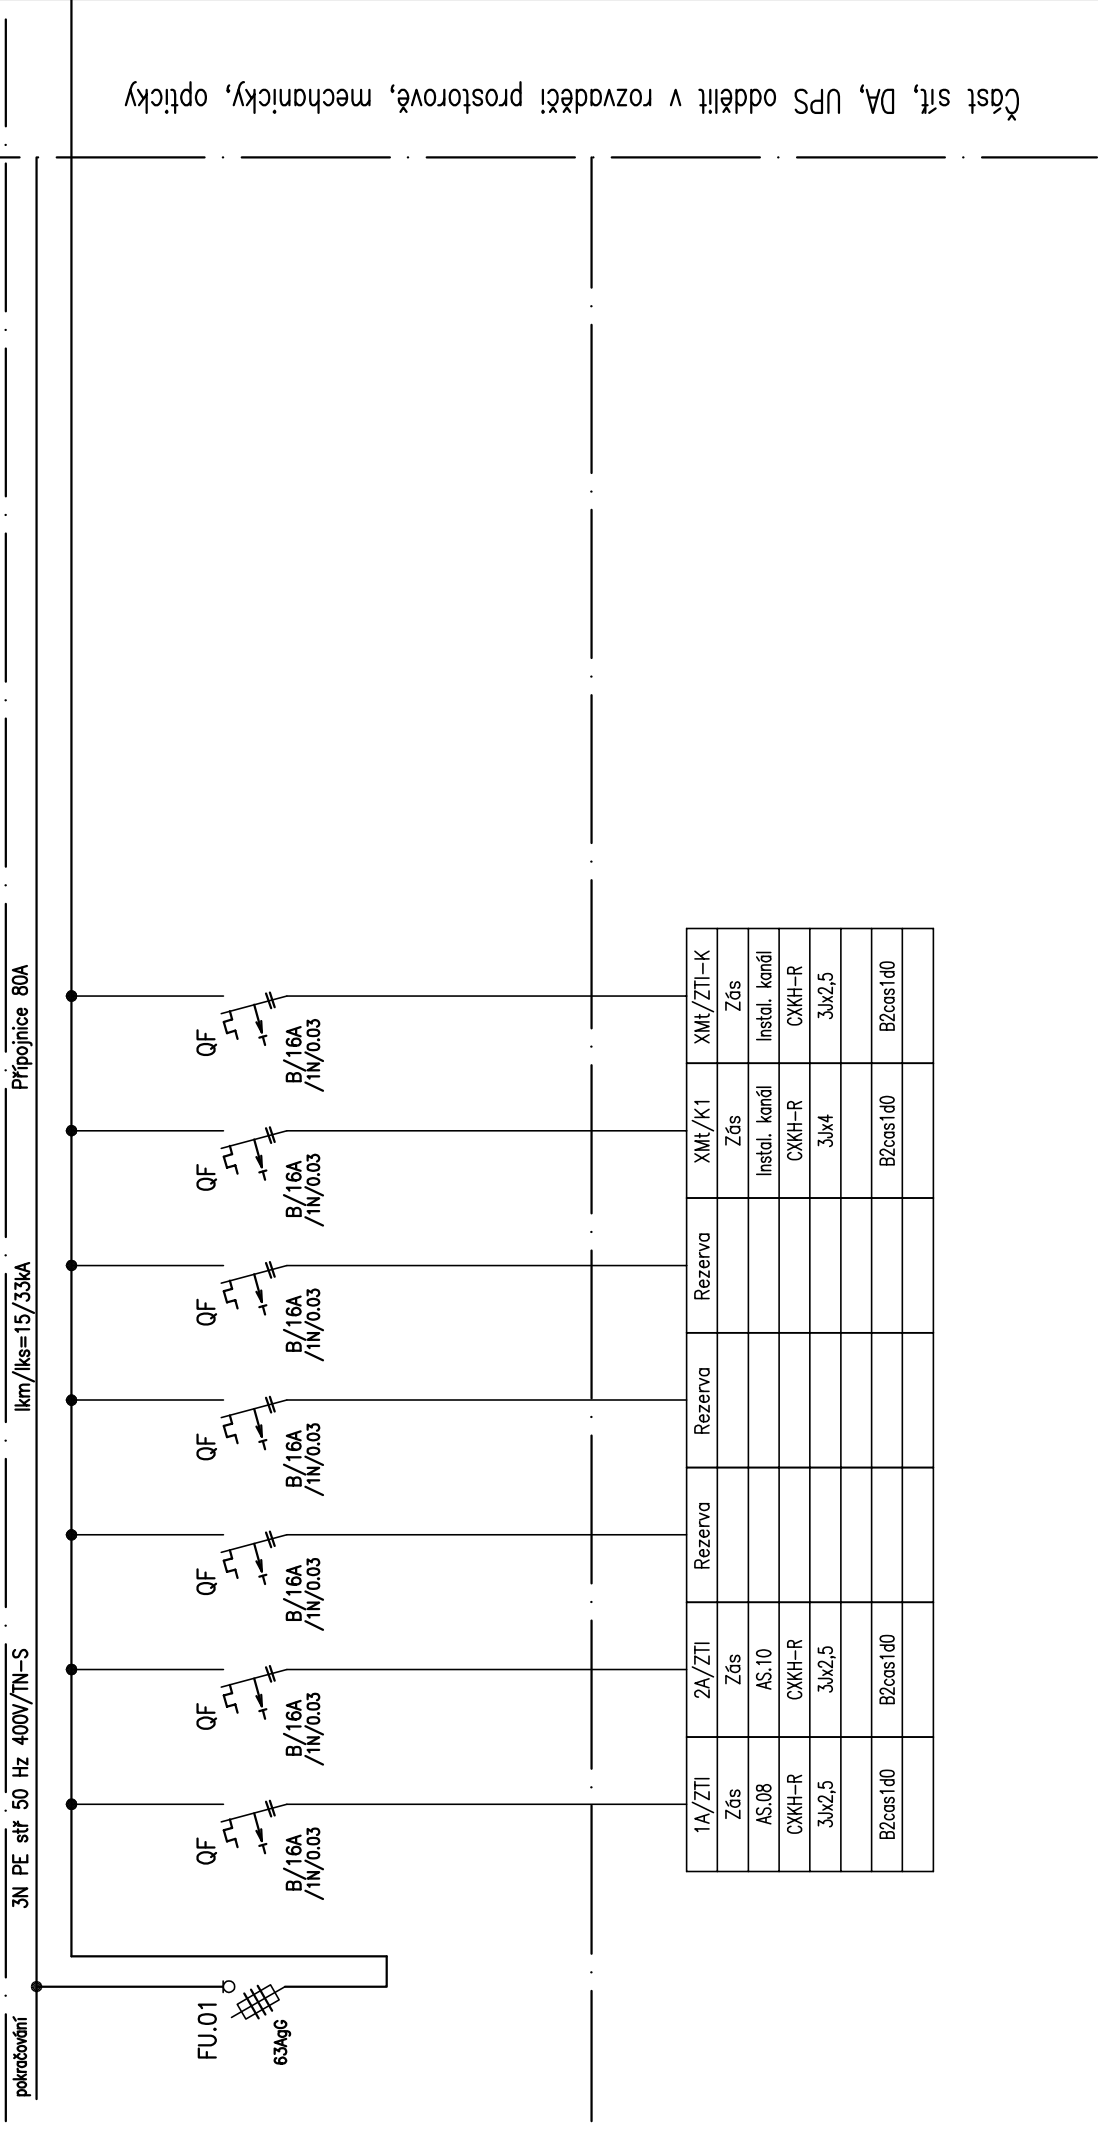 Část síť, DA, UPS oddělit v rozvaděči prostorově, mechanicky, opticky
pokračování
3N PE stř 50 Hz 400V/TN-S
Ikm/Iks=15/33kA
Přípojnice 80A
FU.01
63AgG
QF
B/16A
/1N/0.03
QF
B/16A
/1N/0.03
QF
B/16A
/1N/0.03
QF
B/16A
/1N/0.03
QF
B/16A
/1N/0.03
QF
B/16A
/1N/0.03
QF
B/16A
/1N/0.03
1A/ZTI
Zás
AS.08
CXKH-R
3Jx2,5
B2cas1d0
2A/ZTI
Zás
AS.10
CXKH-R
3Jx2,5
B2cas1d0
Rezerva
Rezerva
Rezerva
XMt/K1
Zás
Instal. kanál
CXKH-R
3Jx4
B2cas1d0
XMt/ZTI-K
Zás
Instal. kanál
CXKH-R
3Jx2,5
B2cas1d0